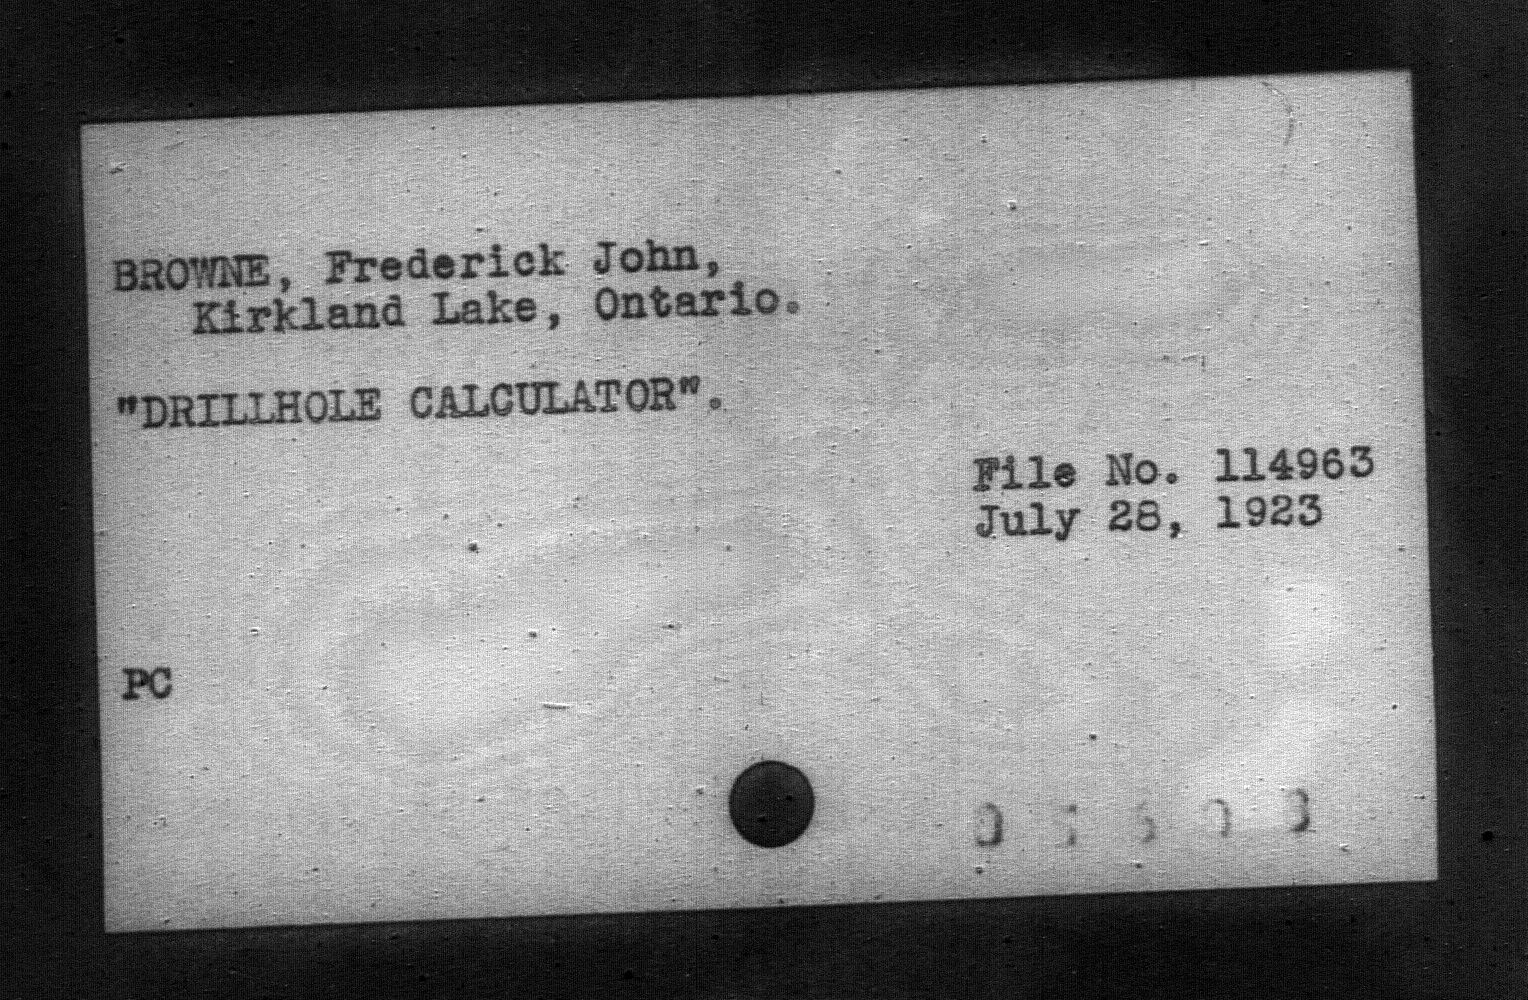 BROWNE, Frederick John,
Kirkland Lake, Ontario.
"DRILLHOLE CALCULATOR".
File No. 114963
July 28, 1923
PC